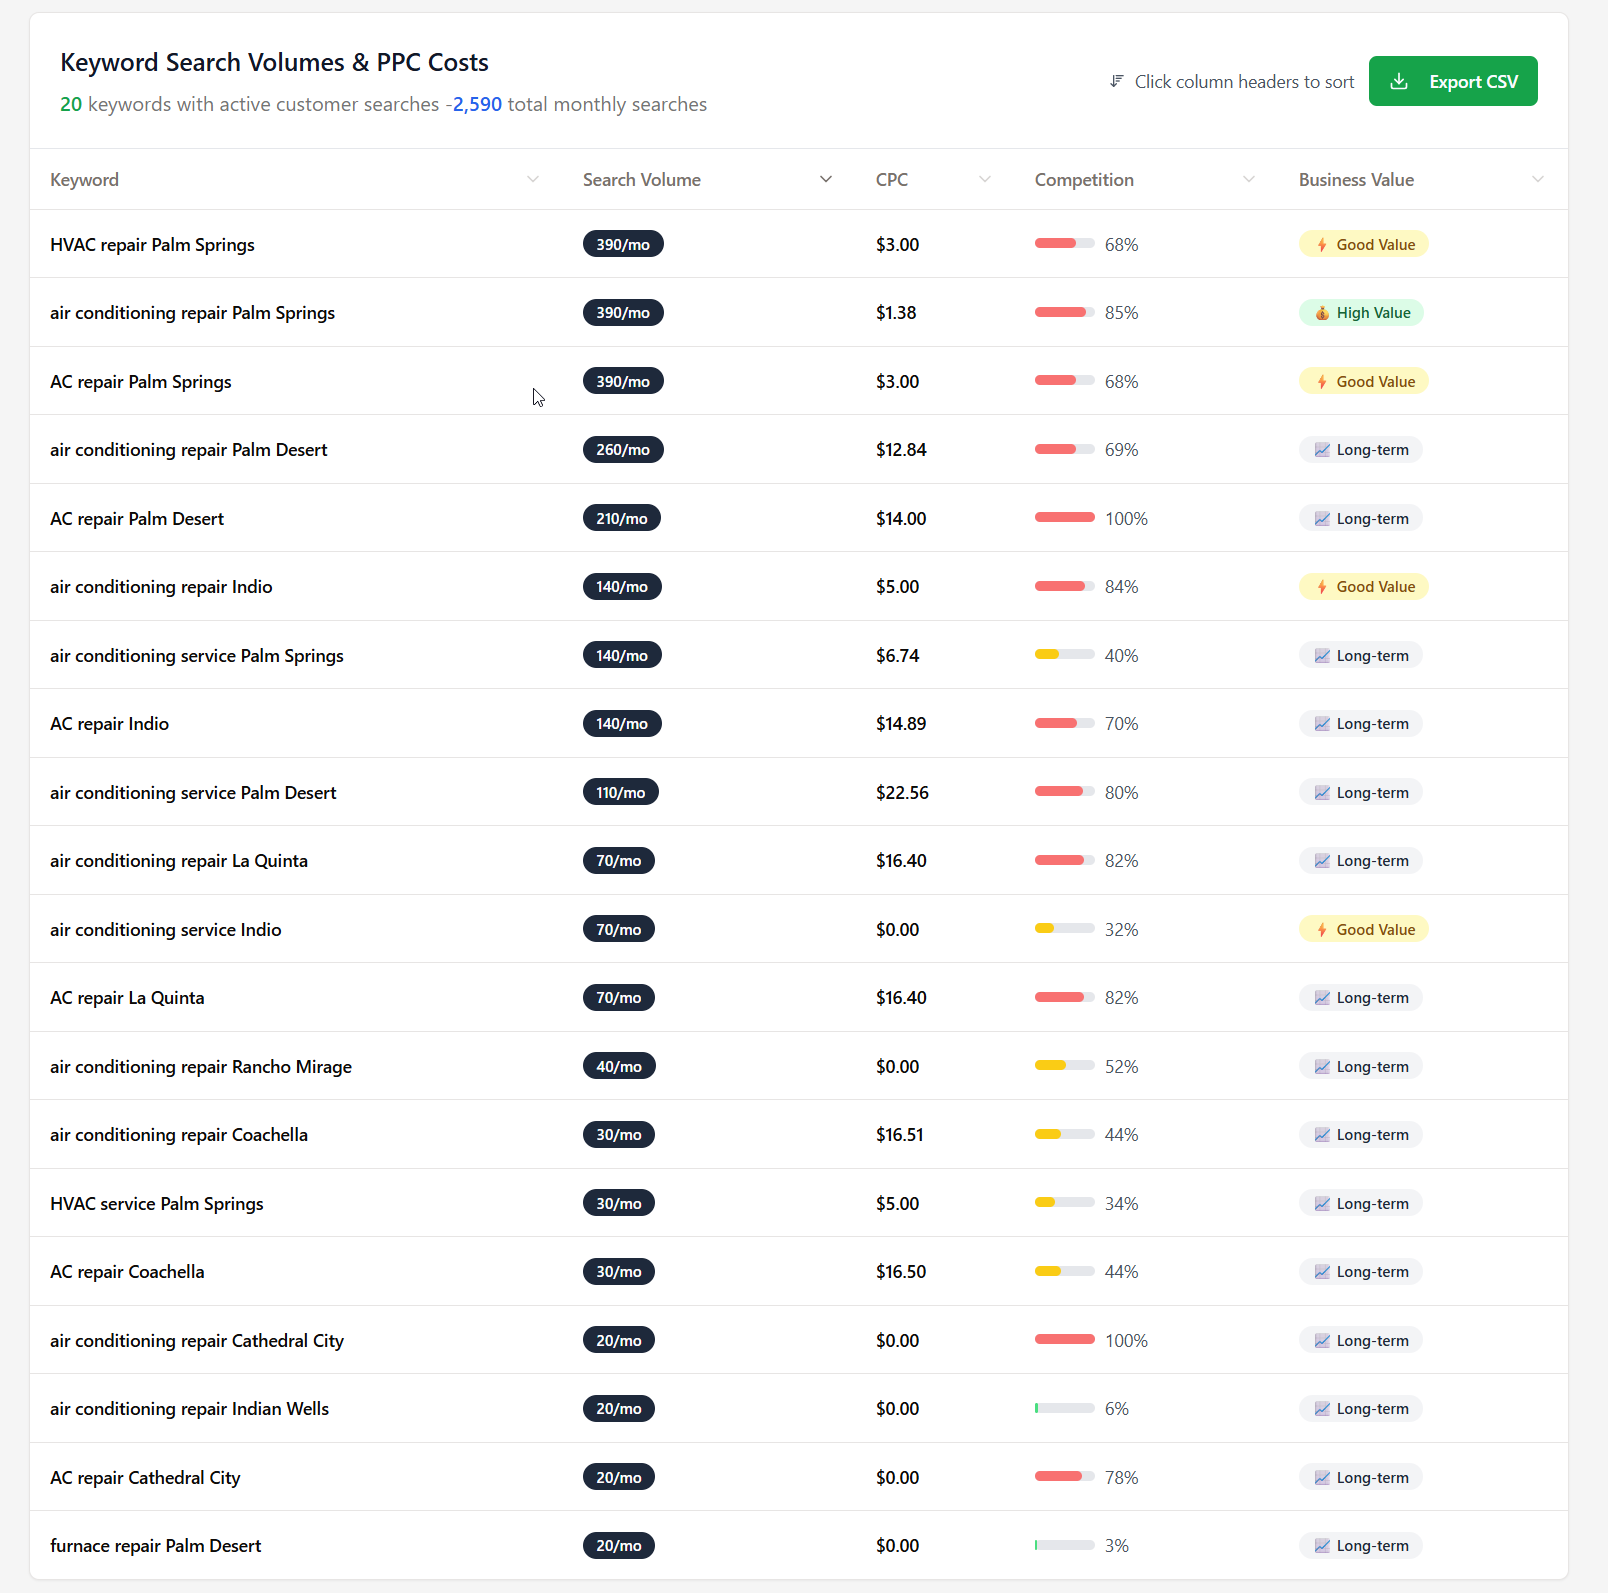 Keyword Search Volumes & PPC Costs
20 keywords with active customer searches -2,590 total monthly searches
Click column headers to sort
Export CSV
Keyword Search Volume CPC Competition Business Value
HVAC repair Palm Springs 390/mo $3.00 68% Good Value
air conditioning repair Palm Springs 390/mo $1.38 85% High Value
AC repair Palm Springs 390/mo $3.00 68% Good Value
air conditioning repair Palm Desert 260/mo $12.84 69% Long-term
AC repair Palm Desert 210/mo $14.00 100% Long-term
air conditioning repair Indio 140/mo $5.00 84% Good Value
air conditioning service Palm Springs 140/mo $6.74 40% Long-term
AC repair Indio 140/mo $14.89 70% Long-term
air conditioning service Palm Desert 110/mo $22.56 80% Long-term
air conditioning repair La Quinta 70/mo $16.40 82% Long-term
air conditioning service Indio 70/mo $0.00 32% Good Value
AC repair La Quinta 70/mo $16.40 82% Long-term
air conditioning repair Rancho Mirage 40/mo $0.00 52% Long-term
air conditioning repair Coachella 30/mo $16.51 44% Long-term
HVAC service Palm Springs 30/mo $5.00 34% Long-term
AC repair Coachella 30/mo $16.50 44% Long-term
air conditioning repair Cathedral City 20/mo $0.00 100% Long-term
air conditioning repair Indian Wells 20/mo $0.00 6% Long-term
AC repair Cathedral City 20/mo $0.00 78% Long-term
furnace repair Palm Desert 20/mo $0.00 3% Long-term